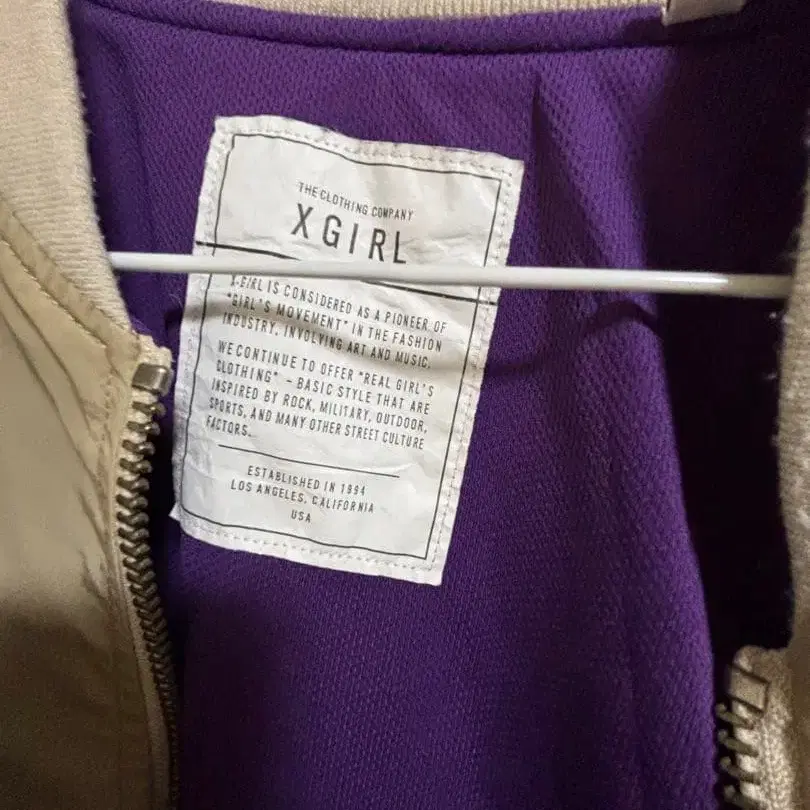 THE CLOTHING COMPANY
XGIRL
X-GIRL IS CONSIDERED AS A PIONEER OF
"GIRL'S MOVEMENT" IN THE FASHION
INDUSTRY, INVOLVING ART AND MUSIC.
WE CONTINUE TO OFFER "REAL GIRL'S
CLOTHING" - BASIC STYLE THAT ARE
INSPIRED BY ROCK, MILITARY, OUTDOOR,
SPORTS, AND MANY OTHER STREET CULTURE
FACTORS.
ESTABLISHED IN 1994
LOS ANGELES, CALIFORNIA
USA